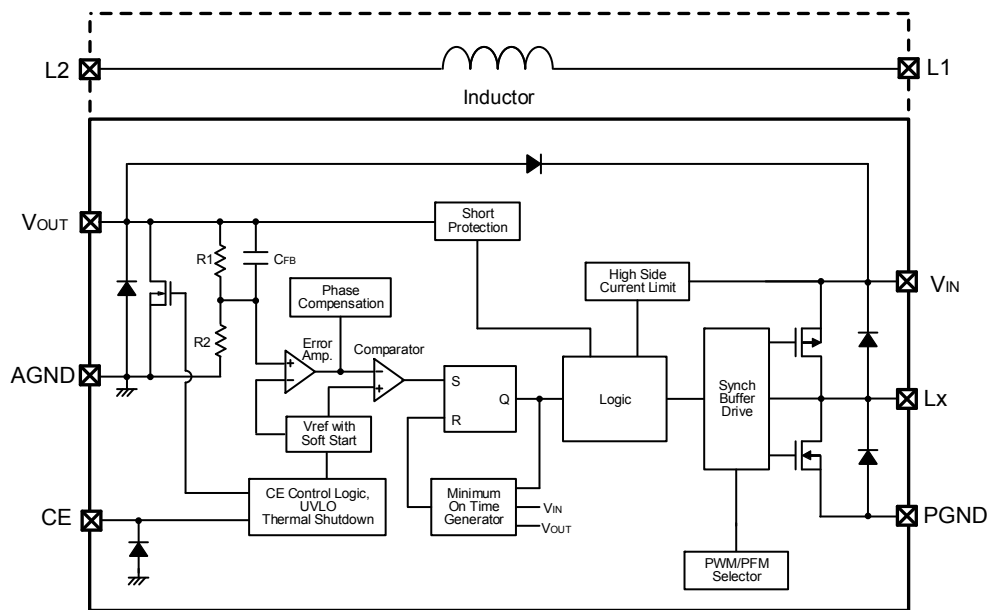 L2
L1
Inductor
VOUT
Short
Protection
R1
CFB
High Side
Current Limit
VIN
Phase
Compensation
R2
Error
Amp.
Comparator
AGND
+
−
−
+
S
Q
R
Logic
Synch
Buffer
Drive
Lx
Vref with
Soft Start
CE Control Logic,
UVLO
Thermal Shutdown
Minimum
On Time
Generator
VIN
VOUT
CE
PGND
PWM/PFM
Selector